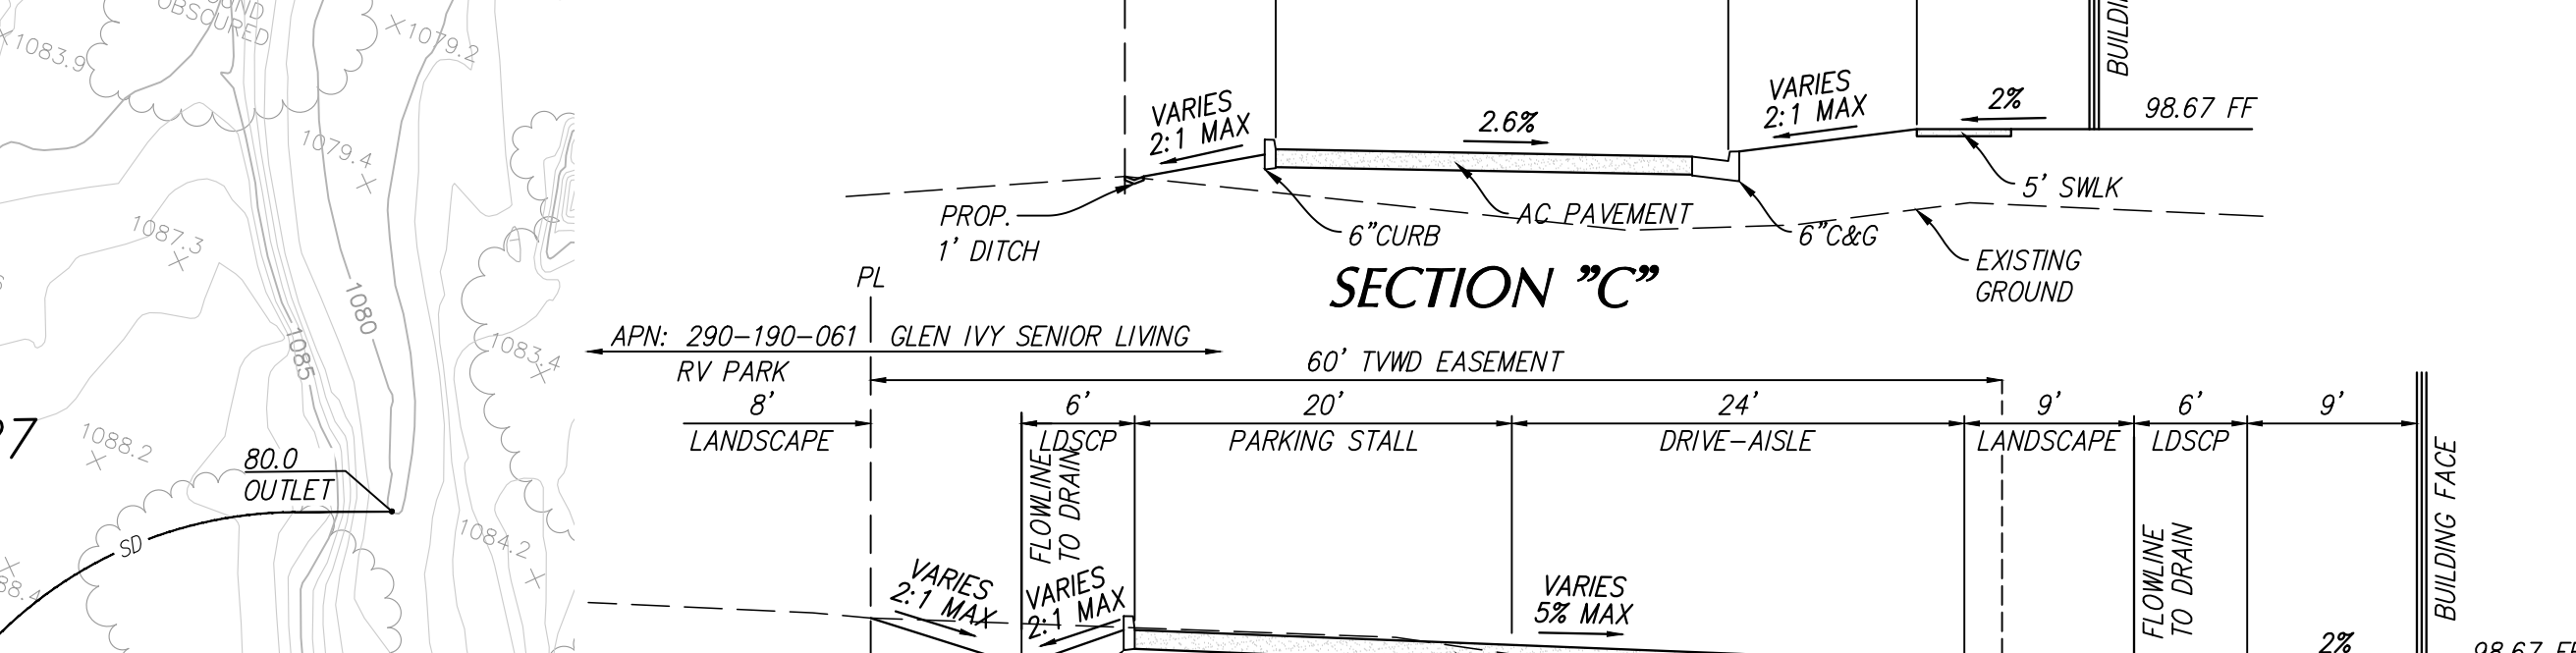 OBSCURED
1083.9
1079.2
1079.4
1087.3
1080
1085
1083.4
1088.2
80.0
OUTLET
1084.2
SD
VARIES
2:1 MAX
2.6%
VARIES
2:1 MAX
2%
98.67 FF
PROP.
1' DITCH
6"CURB
AC PAVEMENT
6"C&G
5' SWLK
EXISTING
GROUND
SECTION "C"
PL
APN: 290-190-061
GLEN IVY SENIOR LIVING
RV PARK
60' TVWD EASEMENT
8'
LANDSCAPE
6'
LDSCP
20'
PARKING STALL
24'
DRIVE-AISLE
9'
LANDSCAPE
6'
LDSCP
9'
FLOWLINE
TO DRAIN
FLOWLINE
TO DRAIN
BUILDING FACE
VARIES
2:1 MAX
VARIES
2:1 MAX
VARIES
5% MAX
2%
98.67 FF